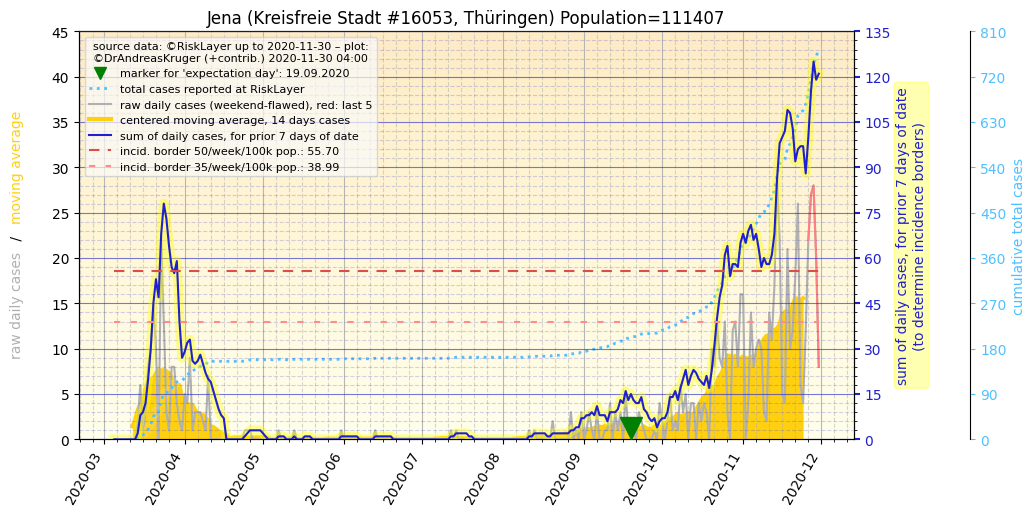 Jena (Kreisfreie Stadt #16053, Thüringen) Population=111407
source data: ©RiskLayer up to 2020-11-30 – plot:
©DrAndreasKruger (+contrib.) 2020-11-30 04:00
marker for 'expectation day': 19.09.2020
total cases reported at RiskLayer
raw daily cases (weekend-flawed), red: last 5
centered moving average, 14 days cases
sum of daily cases, for prior 7 days of date
incid. border 50/week/100k pop.: 55.70
incid. border 35/week/100k pop.: 38.99
raw daily cases / moving average
45
40
35
30
25
20
15
10
5
0
135
120
105
90
75
60
45
30
15
0
sum of daily cases, for prior 7 days of date
(to determine incidence borders)
810
720
630
540
450
360
270
180
90
0
cumulative total cases
2020-03
2020-04
2020-05
2020-06
2020-07
2020-08
2020-09
2020-10
2020-11
2020-12